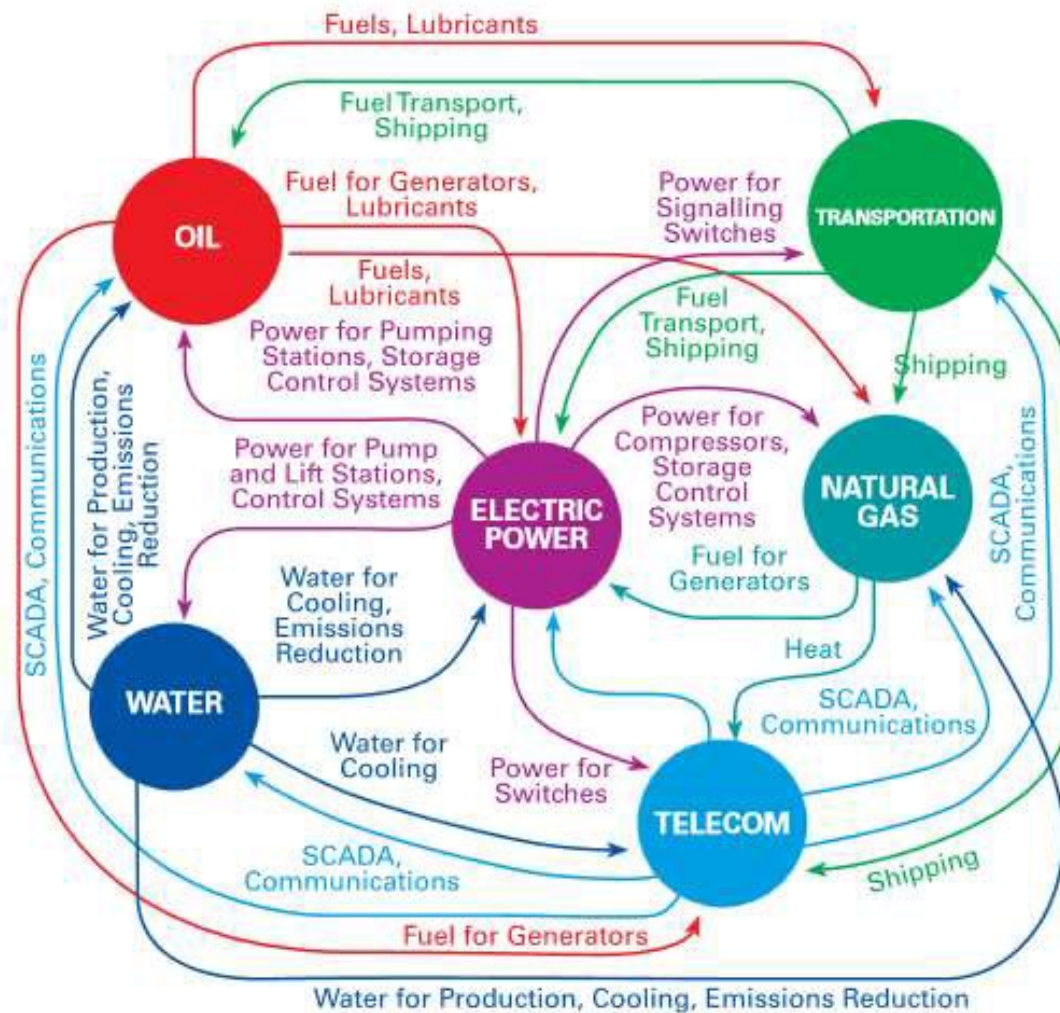 Fuels, Lubricants
Fuel Transport,
Shipping
Fuel for Generators,
Lubricants
Power for
Signalling
Switches
TRANSPORTATION
OIL
Fuels,
Lubricants
Fuel
Transport,
Shipping
Power for Pumping
Stations, Storage
Control Systems
Shipping
Power for Pump
and Lift Stations,
Control Systems
Power for
Compressors,
Storage
Control
Systems
ELECTRIC
POWER
NATURAL
GAS
SCADA,
Communications
SCADA, Communications
Water for Production,
Cooling, Emissions
Reduction
Water for
Cooling,
Emissions
Reduction
Fuel for
Generators
Heat
WATER
SCADA,
Communications
Water for
Cooling
Power for
Switches
TELECOM
SCADA,
Communications
Shipping
Fuel for Generators
Water for Production, Cooling, Emissions Reduction